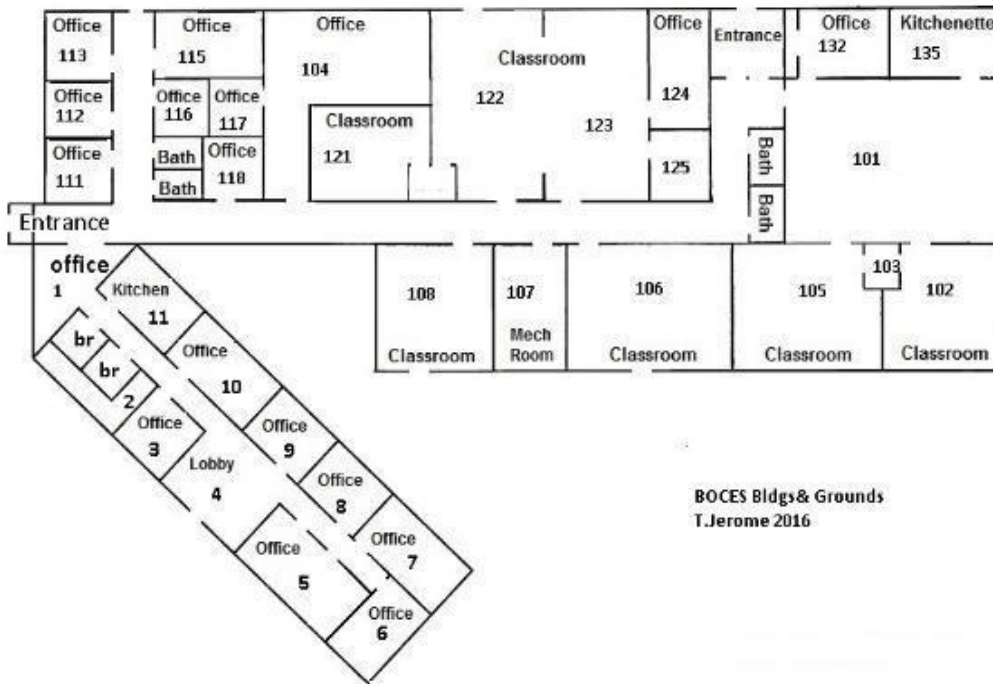 Office
113
Office
112
Office
111
Office
115
Office
116
Office
117
Bath
Bath
Office
118
Office
104
Classroom
121
Classroom
122
123
Office
124
125
Entrance
Office
132
Kitchenette
135
Bath
Bath
101
Entrance
office
1
Kitchen
11
br
br
2
Office
3
Lobby
4
Office
10
Office
9
Office
8
Office
7
Office
5
Office
6
108
Classroom
107
Mech
Room
106
Classroom
105
Classroom
103
102
Classroom
BOCES Bldgs& Grounds
T.Jerome 2016